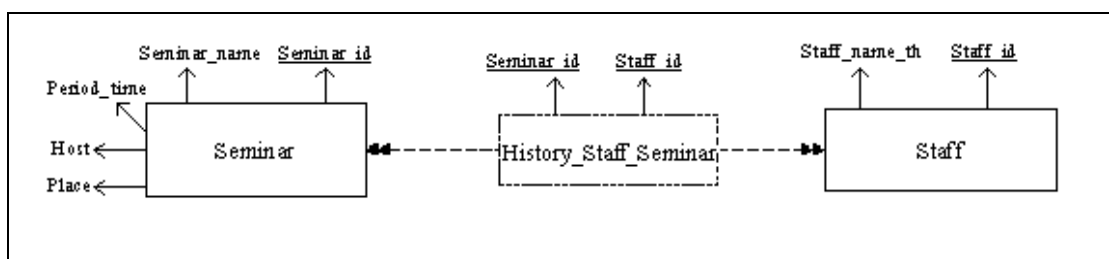 Seminar_name Seminar_id
Seminar_id Staff_id
Staff_name_th Staff_id
Period_time
Host
Place
Seminar
History_Staff_Seminar
Staff